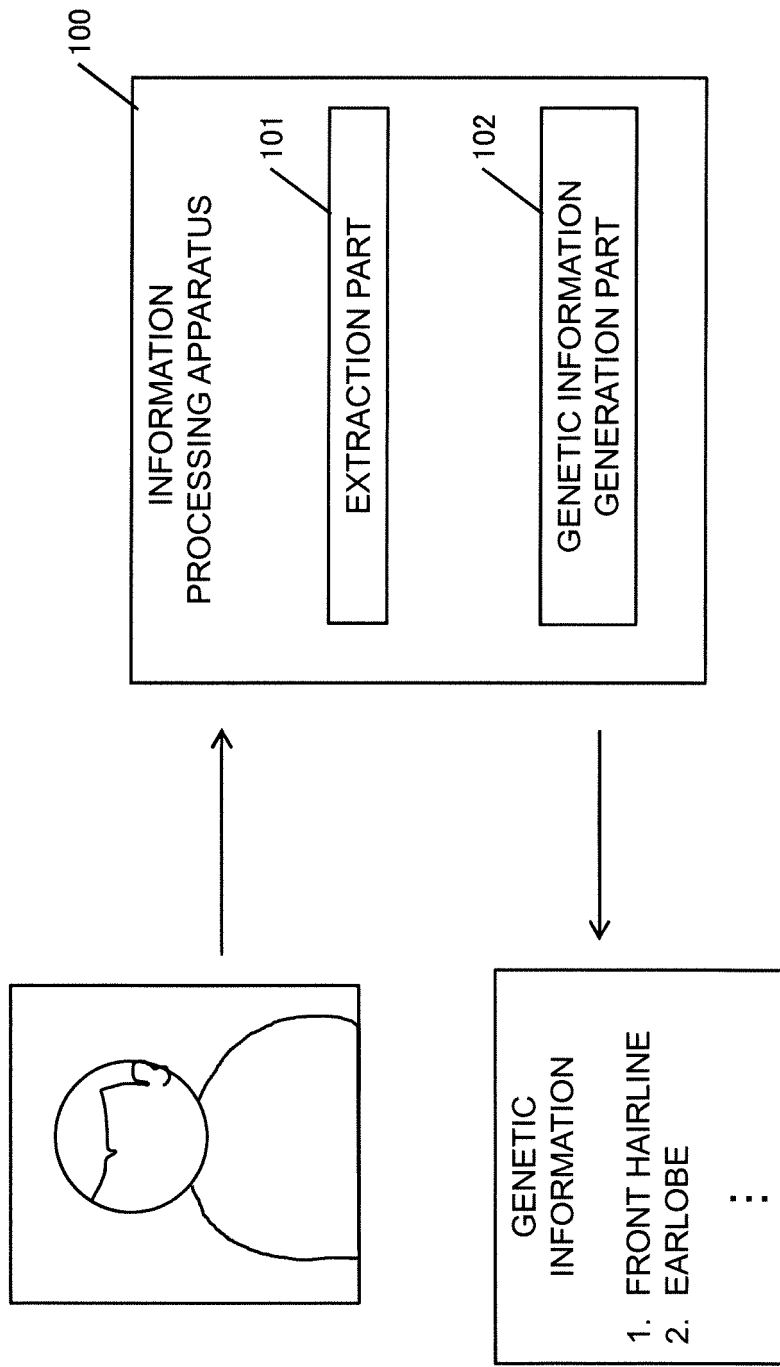 100
INFORMATION
PROCESSING APPARATUS
101
EXTRACTION PART
102
GENETIC INFORMATION
GENERATION PART
GENETIC
INFORMATION
1. FRONT HAIRLINE
2. EARLOBE
...